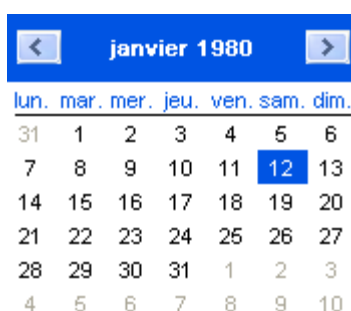 janvier 1980
lun. mar. mer. jeu. ven. sam. dim.
31 1 2 3 4 5 6
7 8 9 10 11 12 13
14 15 16 17 18 19 20
21 22 23 24 25 26 27
28 29 30 31 1 2 3
4 5 6 7 8 9 10